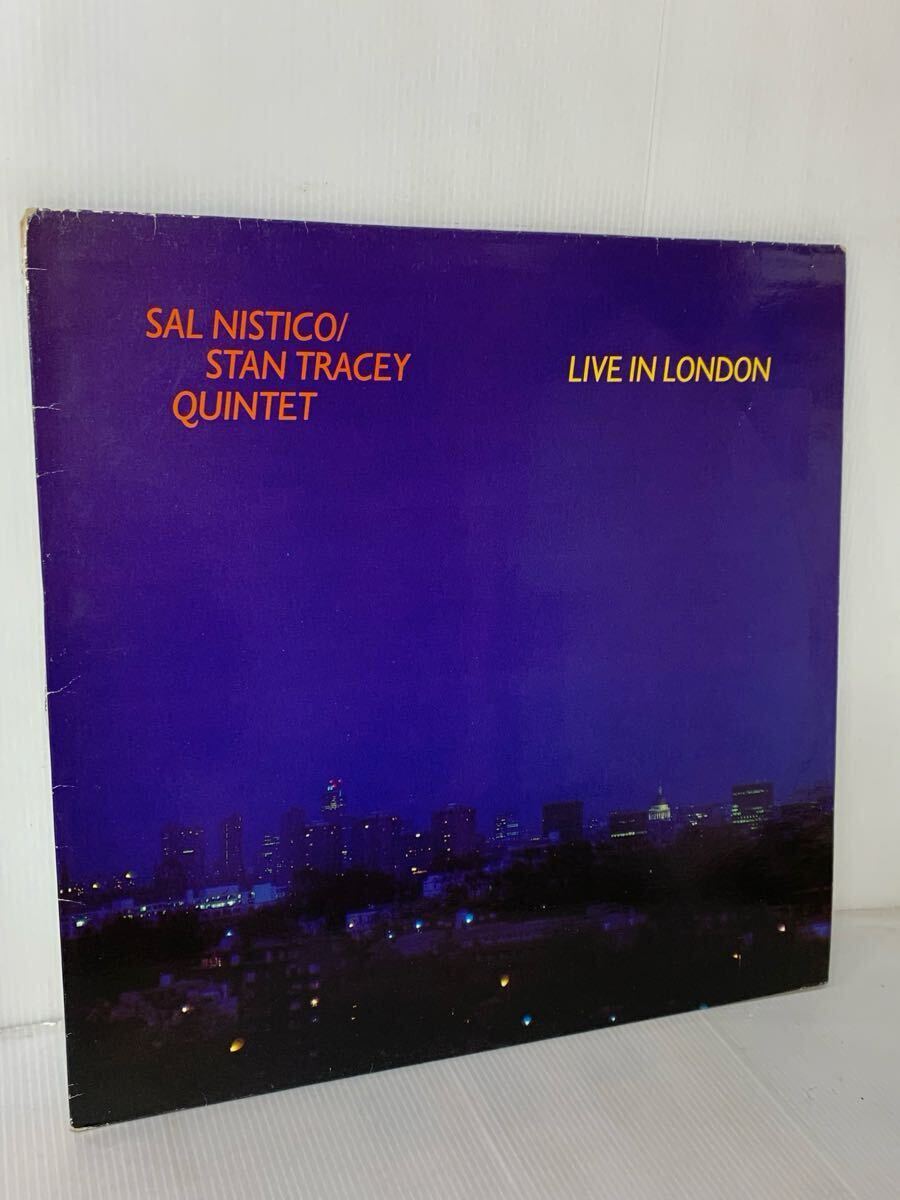 SAL NISTICO/
STAN TRACEY
QUINTET
LIVE IN LONDON